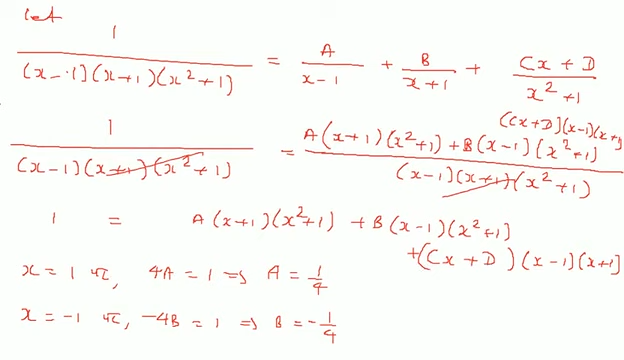 let
1/((x-1)(x+1)(x²+1)) = A/(x-1) + B/(x+1) + (Cx+D)/(x²+1)
1/((x-1)(x+1)(x²+1)) = (A(x+1)(x²+1) + B(x-1)(x²+1) (Cx+D)(x-1)(x+1))/((x-1)(x+1)(x²+1))
1 = A(x+1)(x²+1) + B(x-1)(x²+1)
+(Cx+D)(x-1)(x+1)
x = 1 , 4A = 1 => A = 1/4
x = -1 , -4B = 1 => B = -1/4